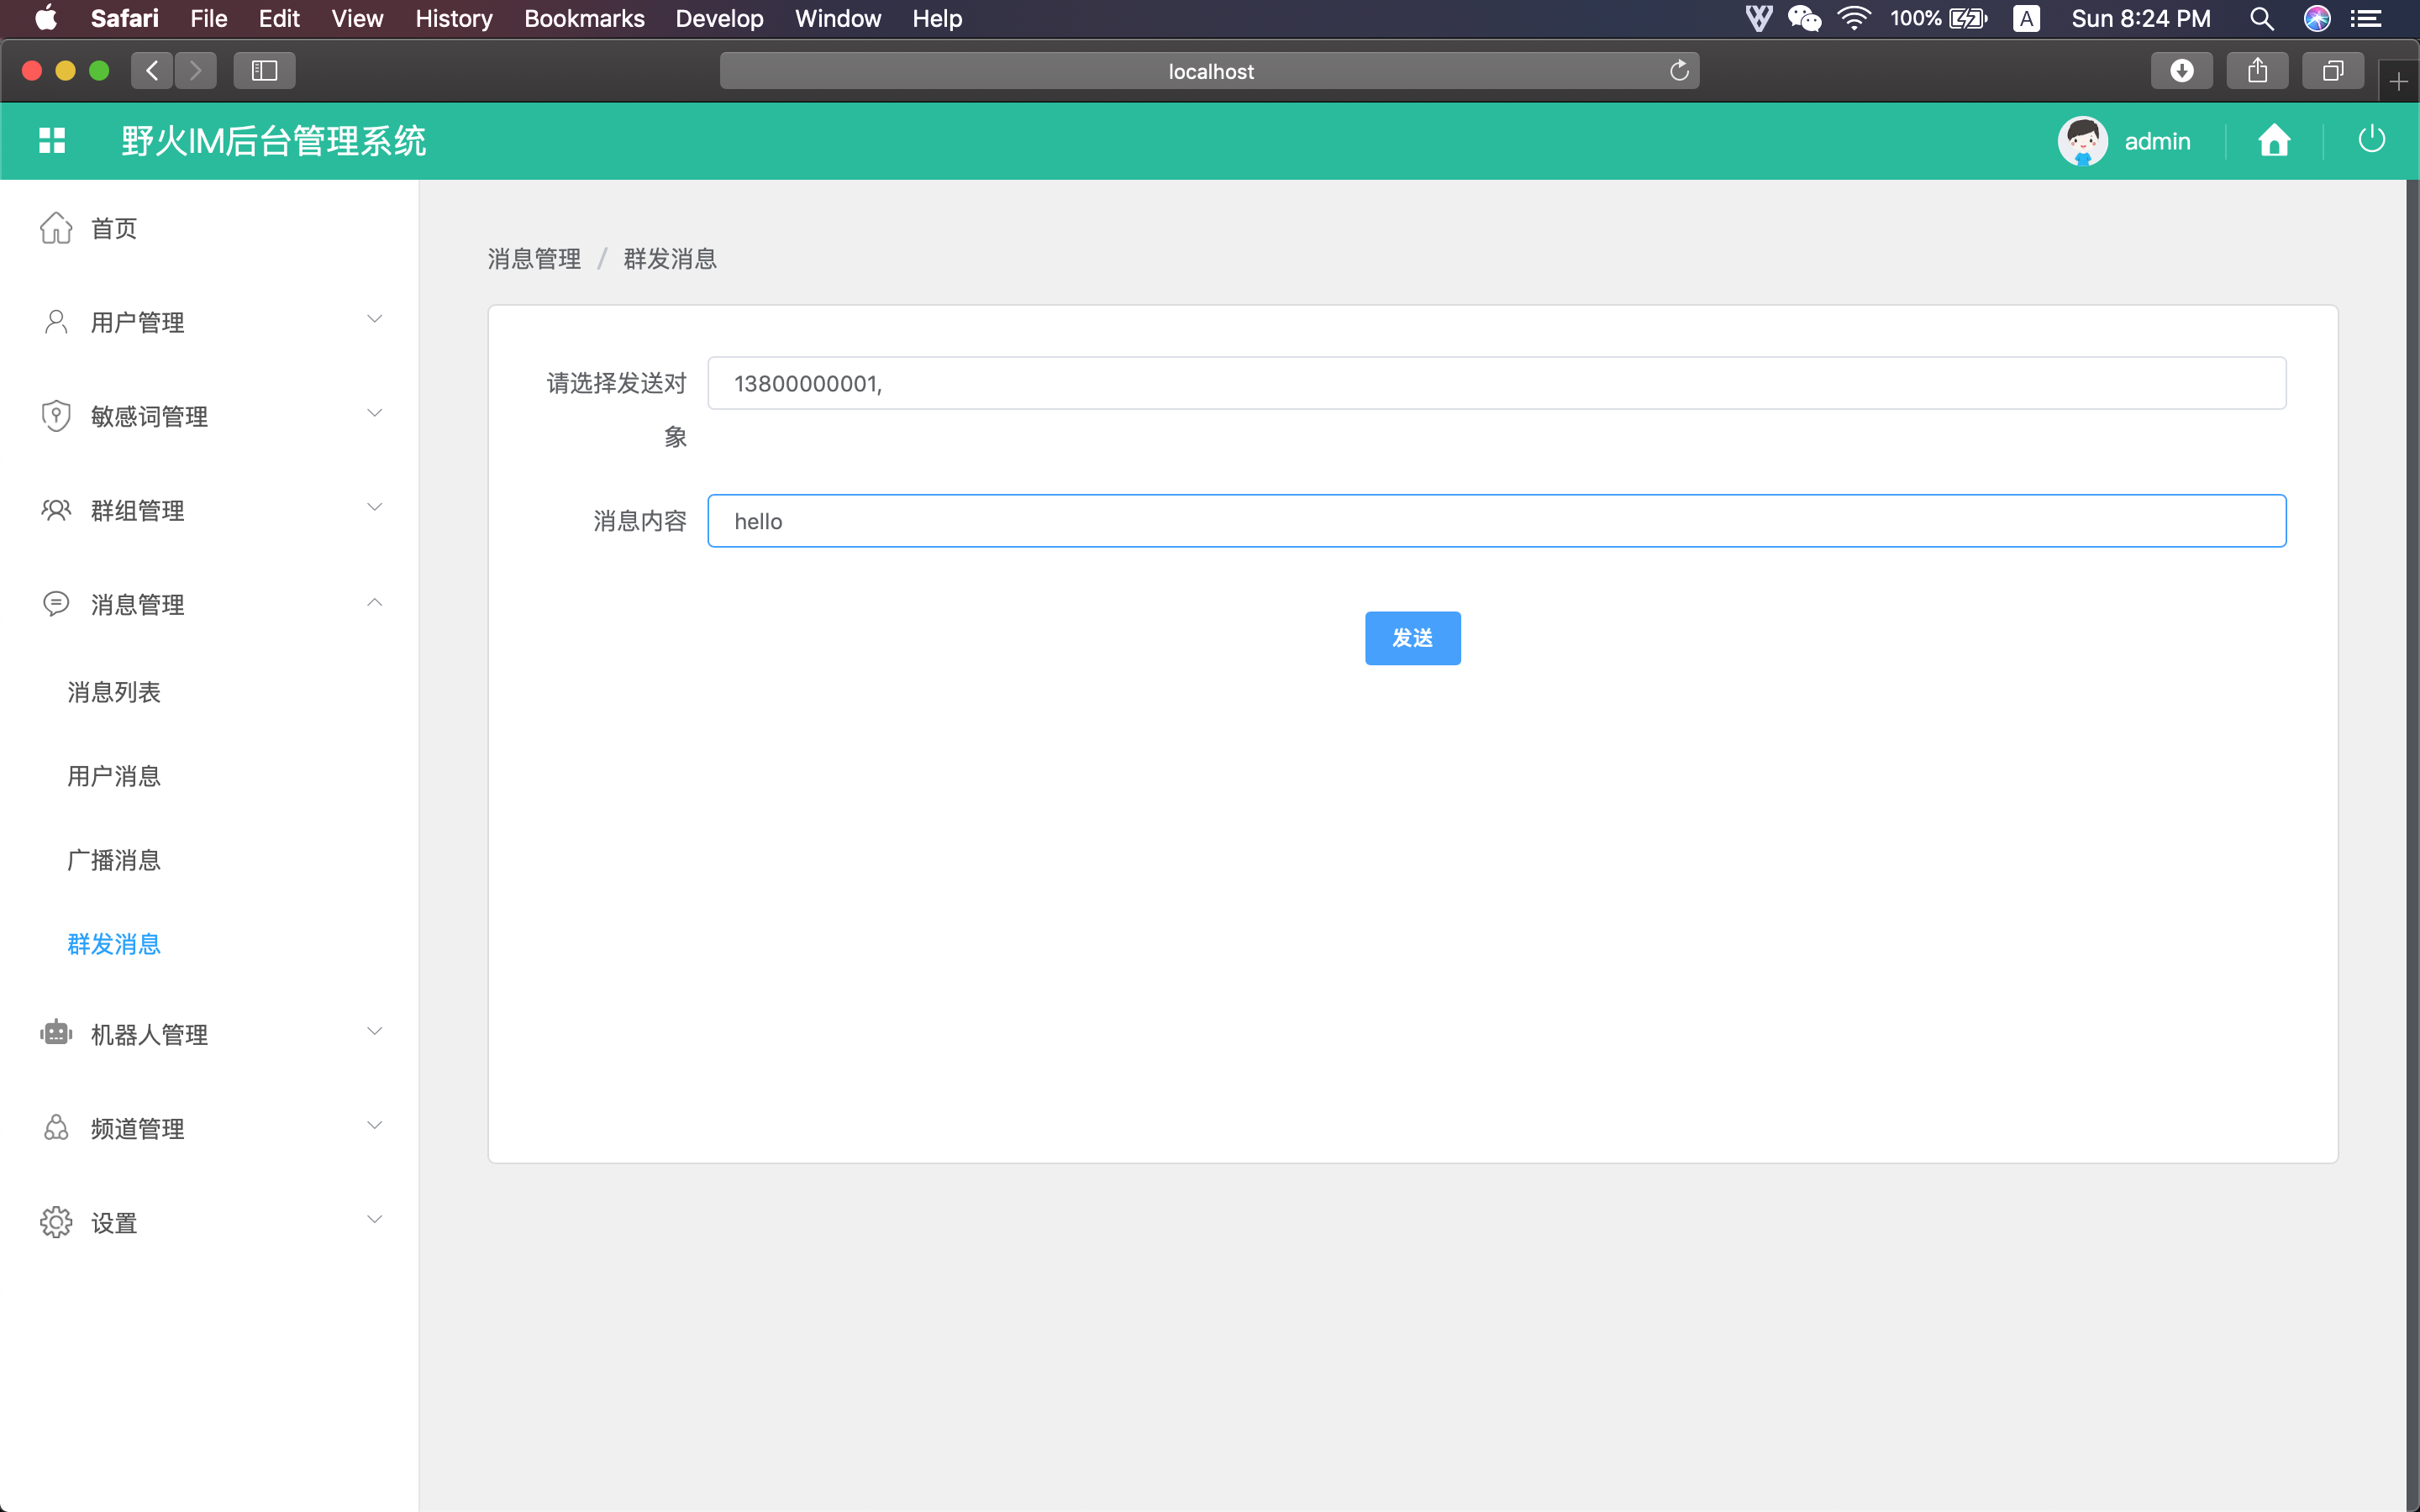 Safari File Edit View History Bookmarks Develop Window Help 100% A Sun 8:24 PM
localhost
野火IM后台管理系统
admin
首页
用户管理
敏感词管理
群组管理
消息管理
消息列表
用户消息
广播消息
群发消息
机器人管理
频道管理
设置
消息管理 / 群发消息
请选择发送对
象
13800000001,
消息内容
hello
发送